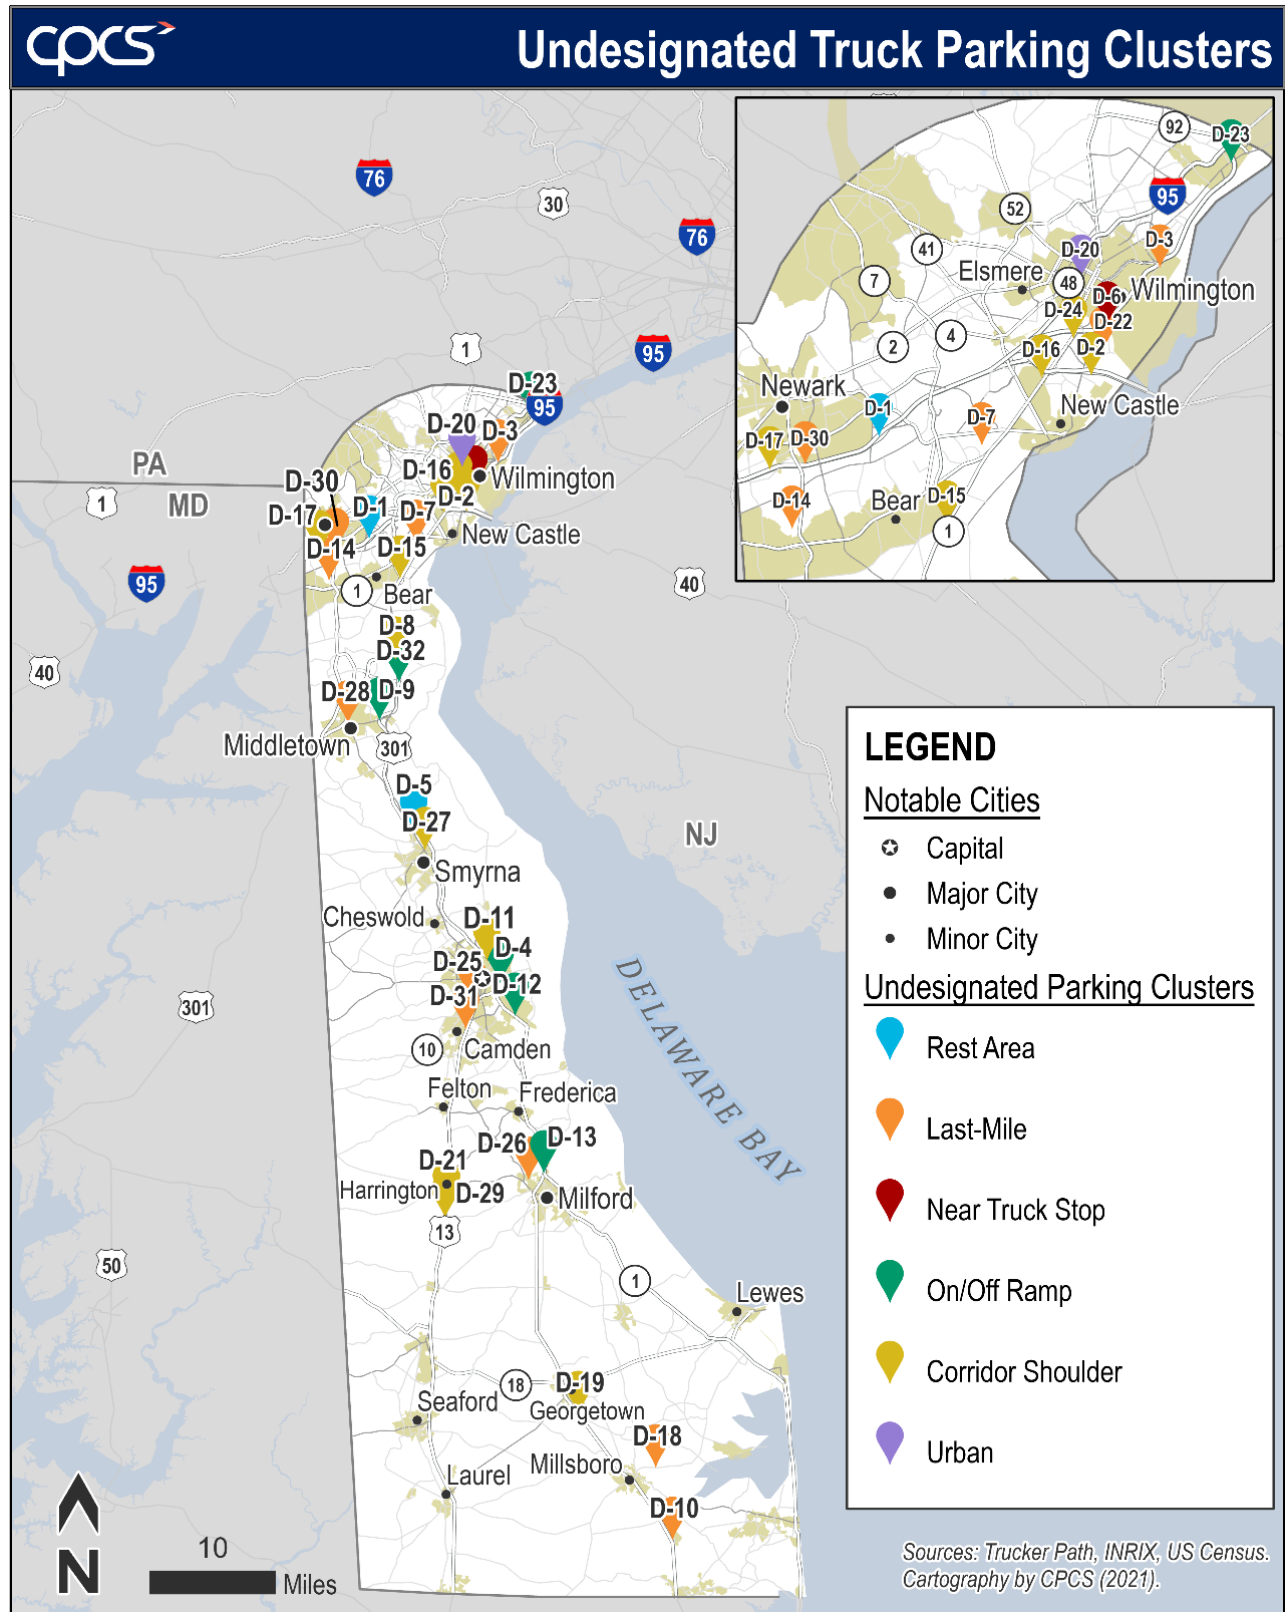 cpcs
Undesignated Truck Parking Clusters
92
D-23
95
52
D-3
D-20
41
Elsmere
7
48
D-6
Wilmington
D-24
D-22
4
2
D-16
D-2
Newark
D-1
New Castle
D-7
D-17
D-30
Bear
D-15
D-14
1
76
30
76
1
95
D-23
95
D-20
D-3
PA
D-16
Wilmington
D-30
1
MD
D-2
D-17
D-1
D-7
New Castle
D-14
D-15
95
1
Bear
40
D-8
D-32
40
D-28
D-9
Middletown
301
D-5
D-27
NJ
Smyrna
Cheswold
D-11
D-4
D-25
D-12
D-31
301
10
Camden
DELAWARE BAY
Felton
Frederica
D-26
D-13
D-21
Harrington
D-29
Milford
13
50
1
Lewes
18
D-19
Seaford
Georgetown
D-18
Millsboro
Laurel
D-10
LEGEND
Notable Cities
Capital
Major City
Minor City
Undesignated Parking Clusters
Rest Area
Last-Mile
Near Truck Stop
On/Off Ramp
Corridor Shoulder
Urban
N
10
Miles
Sources: Trucker Path, INRIX, US Census.
Cartography by CPCS (2021).